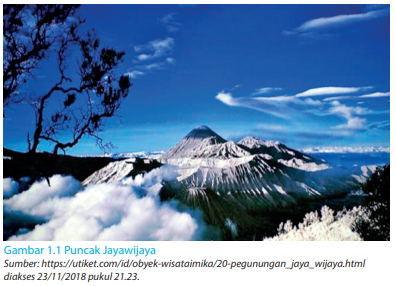 Gambar 1.1 Puncak Jayawijaya
Sumber: https://utiket.com/id/obyek-wisataimika/20-pegunungan_jaya_wijaya.html
diakses 23/11/2018 pukul 21.23.